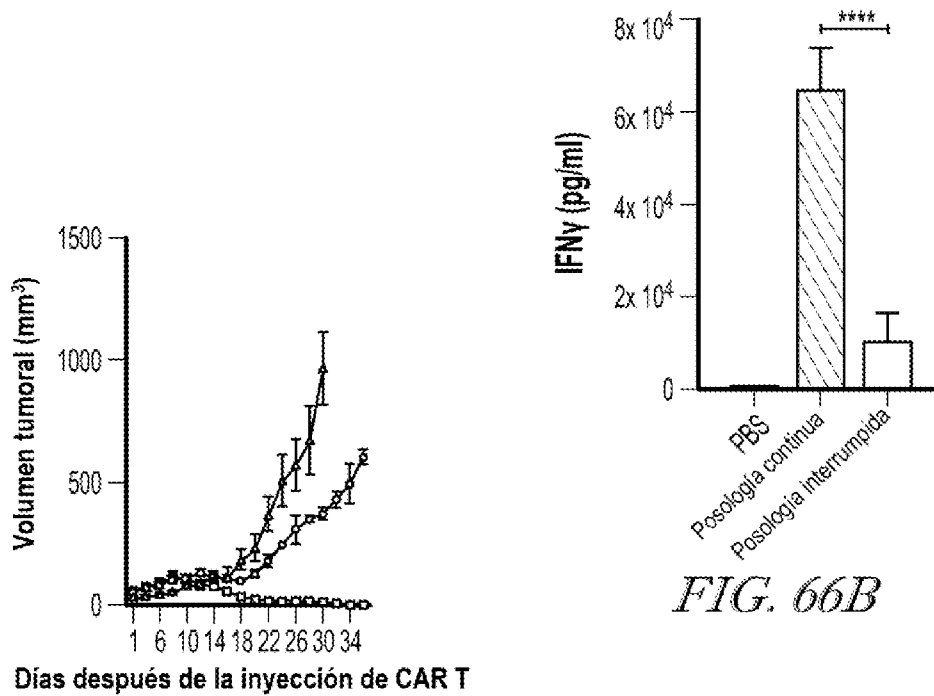 Volumen tumoral (mm³)
1500
1000
500
0
1 6 10 14 18 22 26 30 34
Días después de la inyección de CAR T
IFNγ (pg/ml)
8x 10⁴
6x 10⁴
4x 10⁴
2x 10⁴
0
****
PBS
Posología continua
Posología interrumpida
FIG. 66B